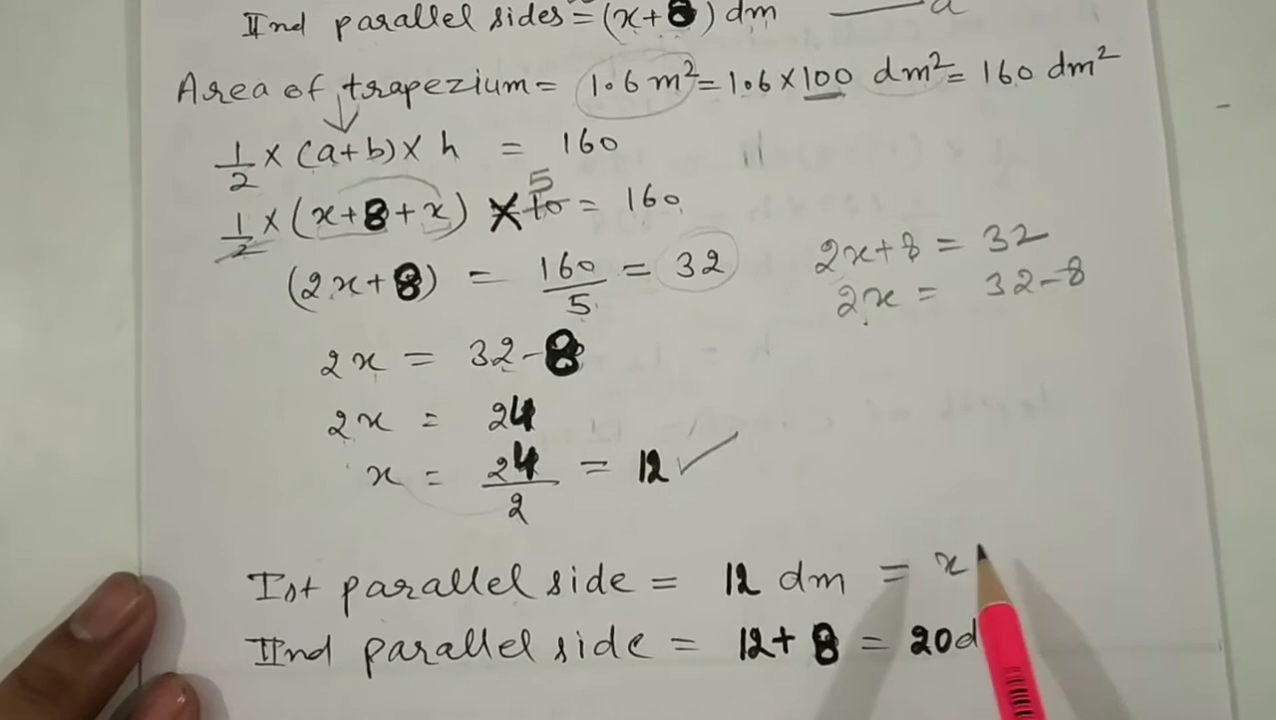 IInd parallel sides = (x+8) dm — a
Area of trapezium = 1.6 m² = 1.6 × 100 dm² = 160 dm²
1/2 × (a+b) × h = 160
1/2 × (x+8+x) × 10 5 = 160
(2x+8) = 160/5 = 32
2x+8 = 32
2x = 32-8
2x = 32-8
2x = 24
x = 24/2 = 12 ✓
Ist parallel side = 12 dm = x
IInd parallel side = 12+8 = 20d